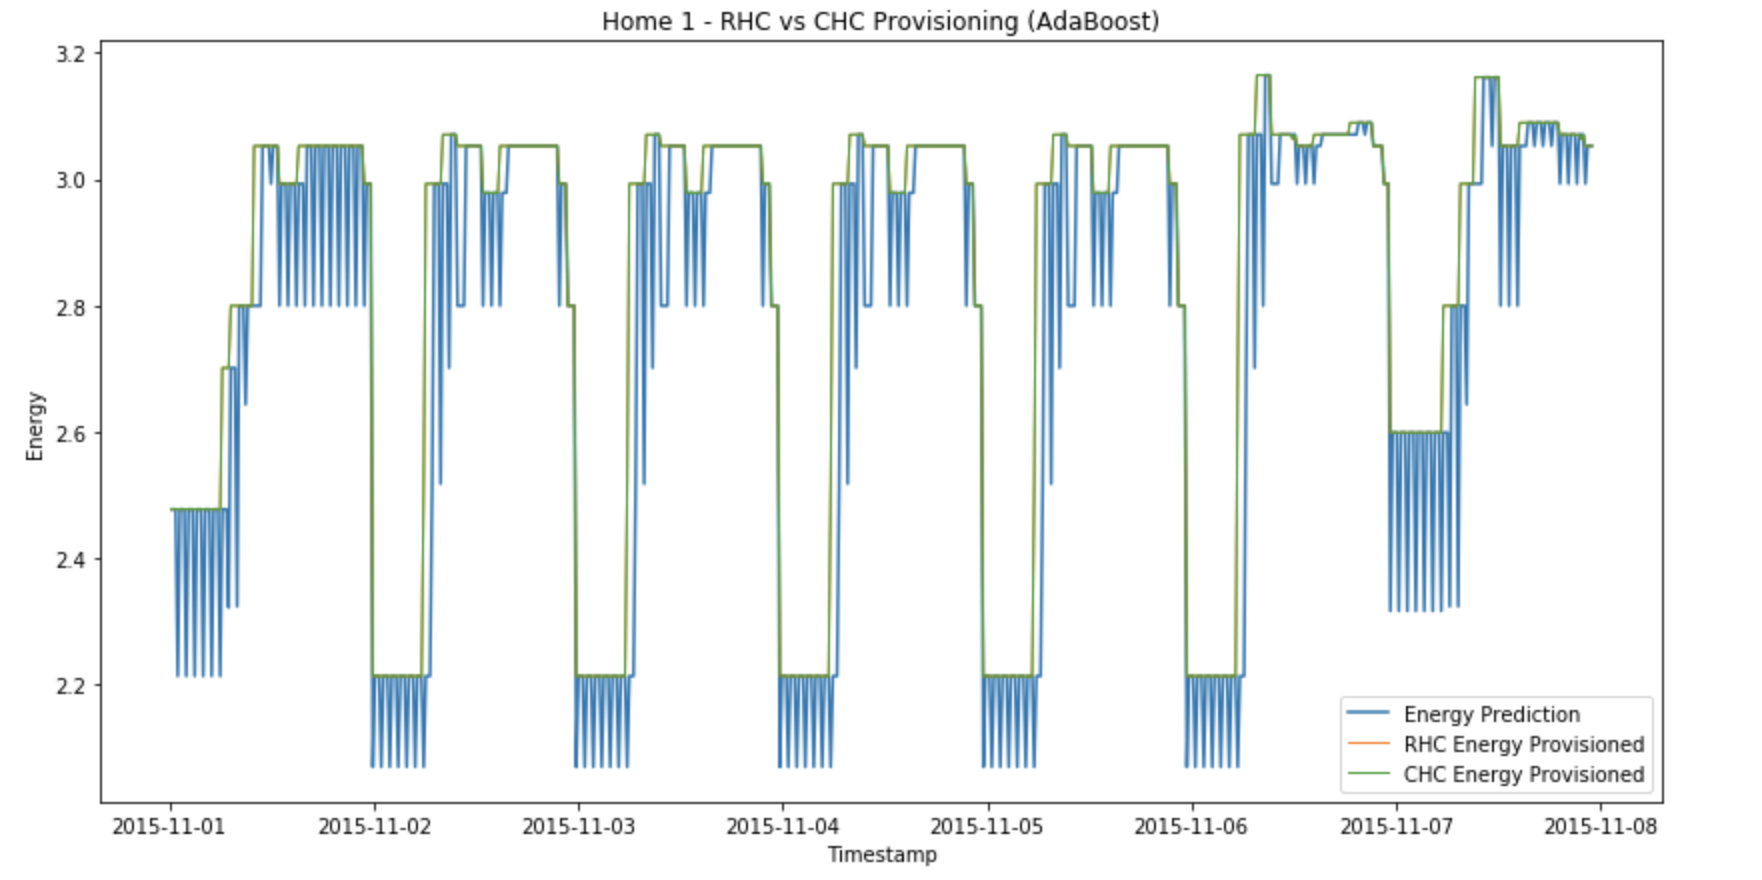 Home 1 - RHC vs CHC Provisioning (AdaBoost)
3.2
3.0
2.8
2.6
2.4
2.2
Energy
Energy Prediction
RHC Energy Provisioned
CHC Energy Provisioned
2015-11-01 2015-11-02 2015-11-03 2015-11-04 2015-11-05 2015-11-06 2015-11-07 2015-11-08
Timestamp